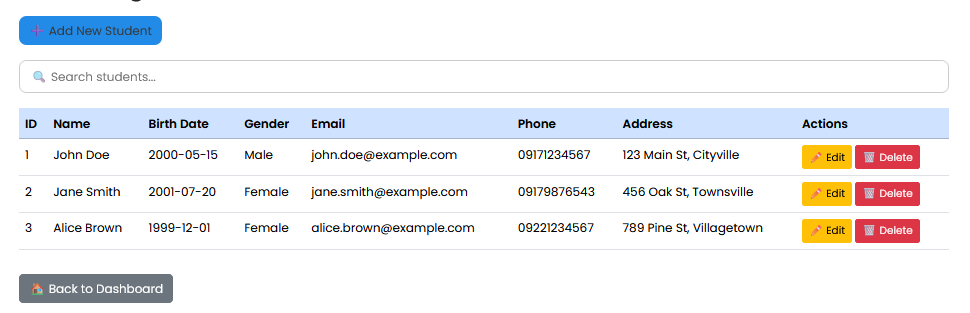 ➕ Add New Student
🔍 Search students...
ID Name Birth Date Gender Email Phone Address Actions
1 John Doe 2000-05-15 Male john.doe@example.com 09171234567 123 Main St, Cityville Edit Delete
2 Jane Smith 2001-07-20 Female jane.smith@example.com 09179876543 456 Oak St, Townsville Edit Delete
3 Alice Brown 1999-12-01 Female alice.brown@example.com 09221234567 789 Pine St, Villagetown Edit Delete
Back to Dashboard